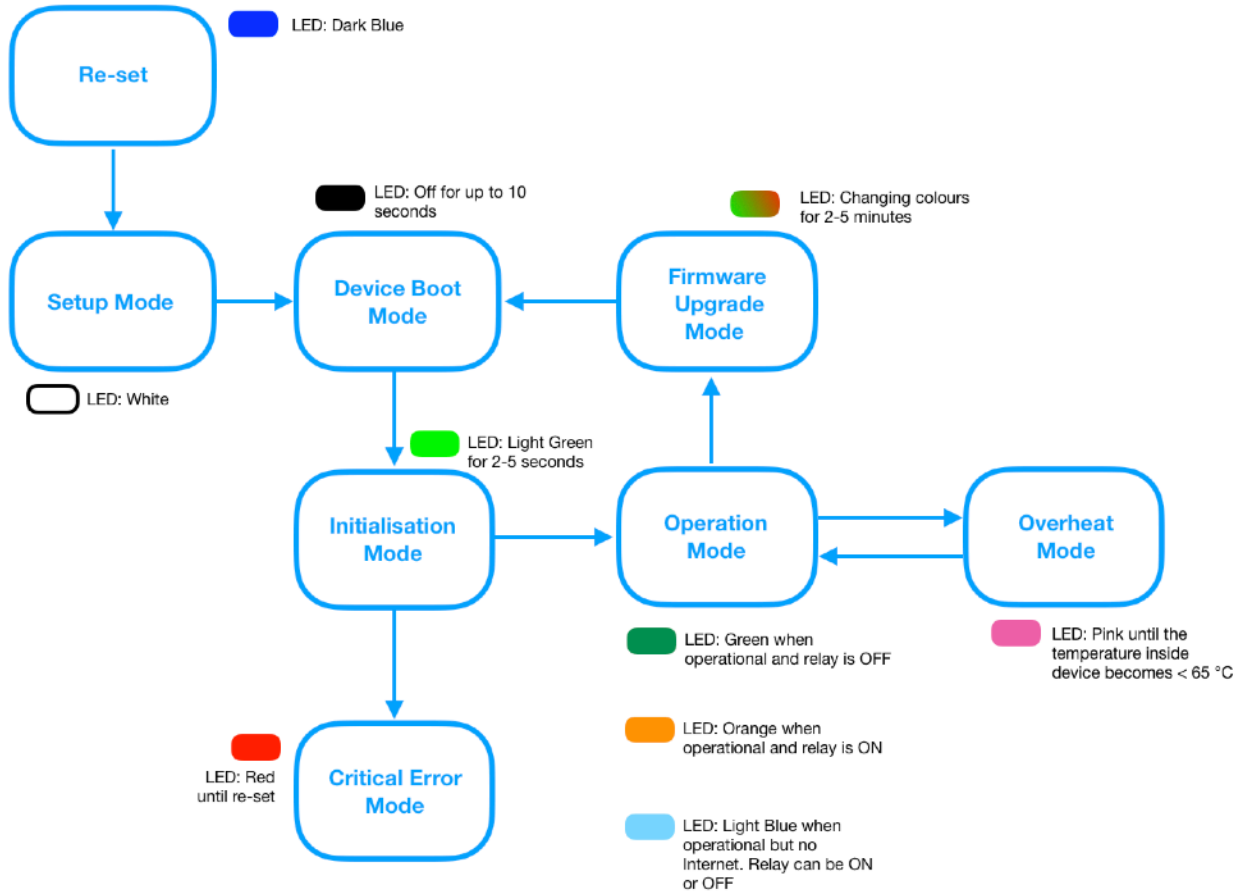 LED: Dark Blue
Re-set
LED: Off for up to 10
seconds
LED: Changing colours
for 2-5 minutes
Setup Mode
Device Boot
Mode
Firmware
Upgrade
Mode
LED: White
LED: Light Green
for 2-5 seconds
Initialisation
Mode
Operation
Mode
Overheat
Mode
LED: Green when
operational and relay is OFF
LED: Pink until the
temperature inside
device becomes < 65 °C
LED: Orange when
operational and relay is ON
LED: Red
until re-set
Critical Error
Mode
LED: Light Blue when
operational but no
Internet. Relay can be ON
or OFF